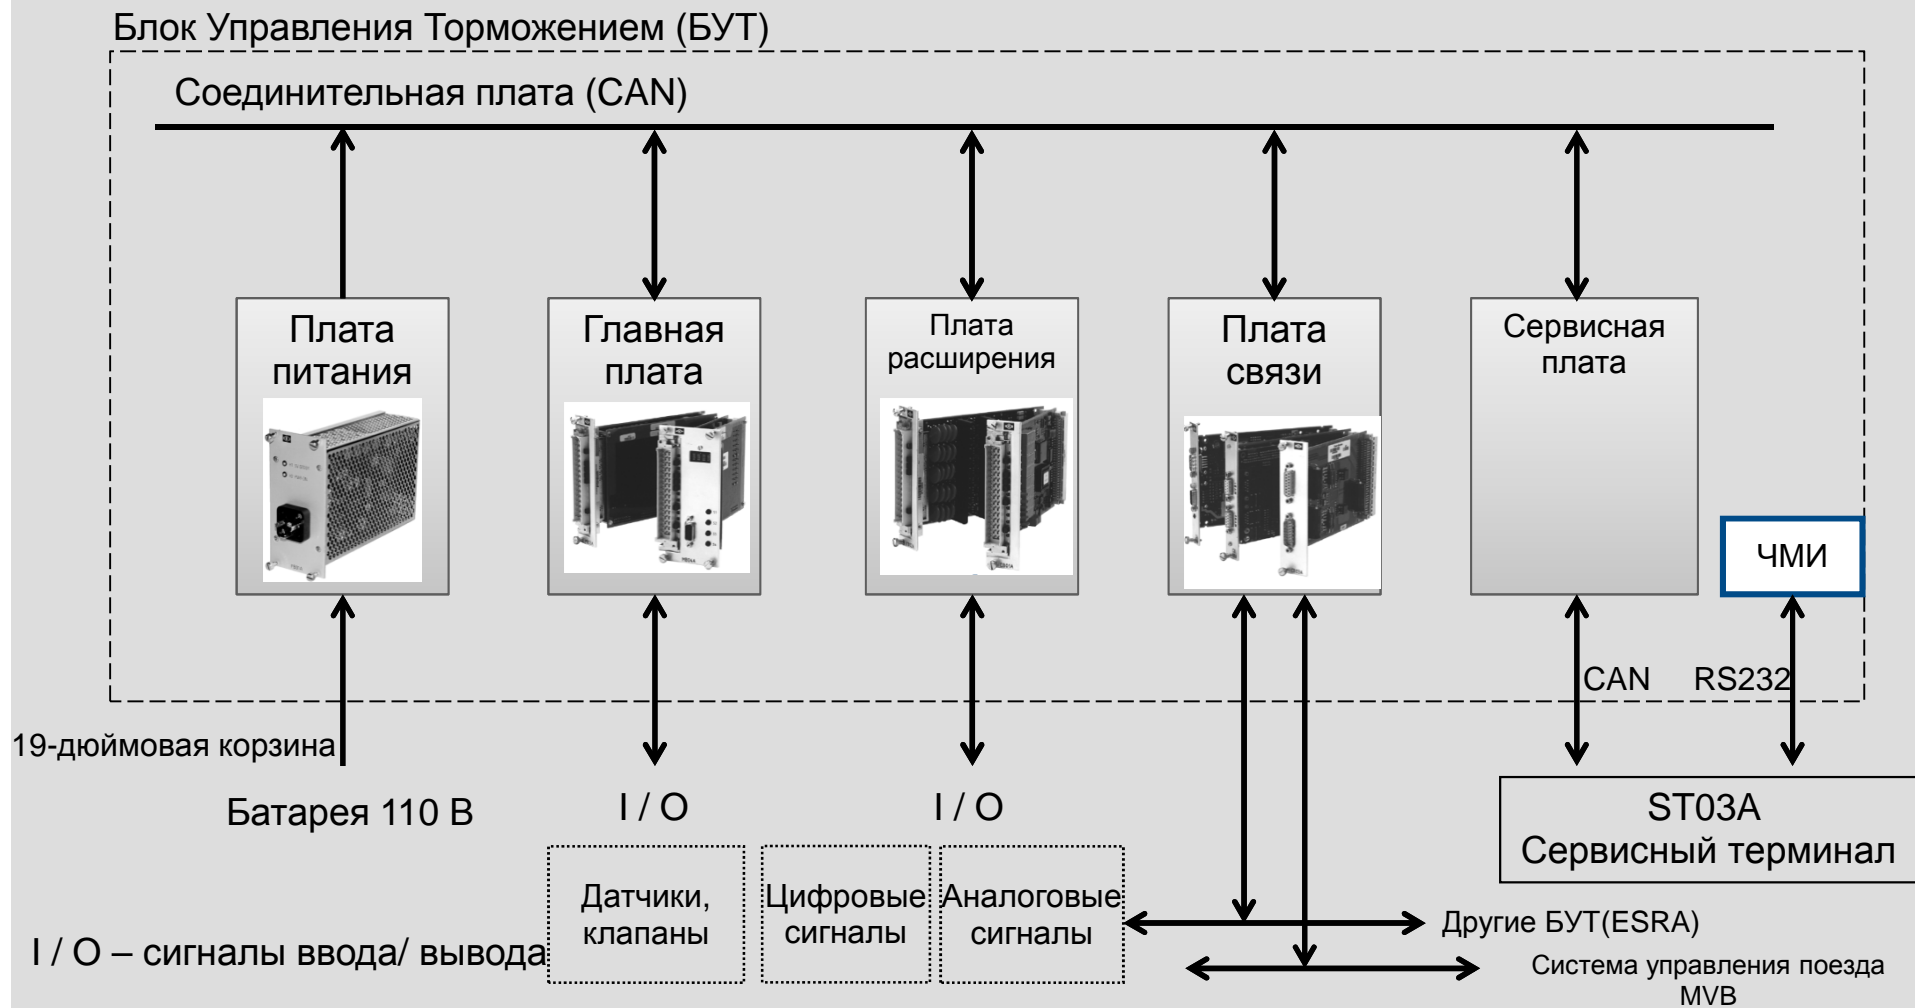 Блок Управления Торможением (БУТ)
Соединительная плата (CAN)
Плата
питания
Главная
плата
Плата
расширения
Плата
связи
Сервисная
плата
ЧМИ
CAN
RS232
19-дюймовая корзина
Батарея 110 В
I / O
I / O
ST03A
Сервисный терминал
Датчики,
клапаны
Цифровые
сигналы
Аналоговые
сигналы
Другие БУТ(ESRA)
I / O – сигналы ввода/ вывода
Система управления поезда
MVB